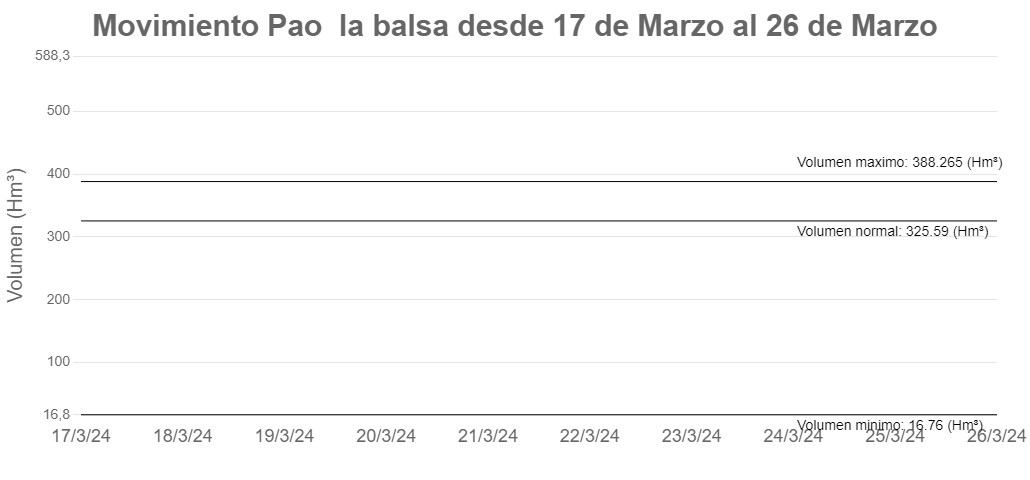 Movimiento Pao  la balsa desde 17 de Marzo al 26 de Marzo
588,3
500
Volumen maximo: 388.265 (Hm³)
400
Volumen (Hm³)
Volumen normal: 325.59 (Hm³)
300
200
100
16,8
Volumen minimo: 16.76 (Hm³)
17/3/24 18/3/24 19/3/24 20/3/24 21/3/24 22/3/24 23/3/24 24/3/24 25/3/24 26/3/24